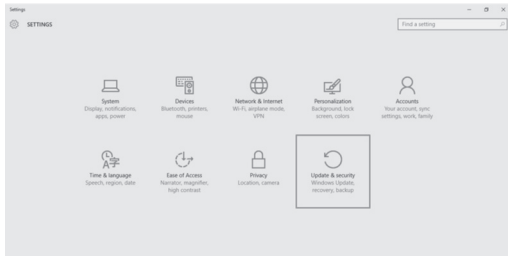 Settings
SETTINGS
Find a setting
System
Display, notifications,
apps, power
Devices
Bluetooth, printers,
mouse
Network & Internet
Wi-Fi, airplane mode,
VPN
Personalization
Background, lock
screen, colors
Accounts
Your account, sync
settings, work, family
A字
Time & language
Speech, region, date
Ease of Access
Narrator, magnifier,
high contrast
Privacy
Location, camera
Update & security
Windows Update,
recovery, backup